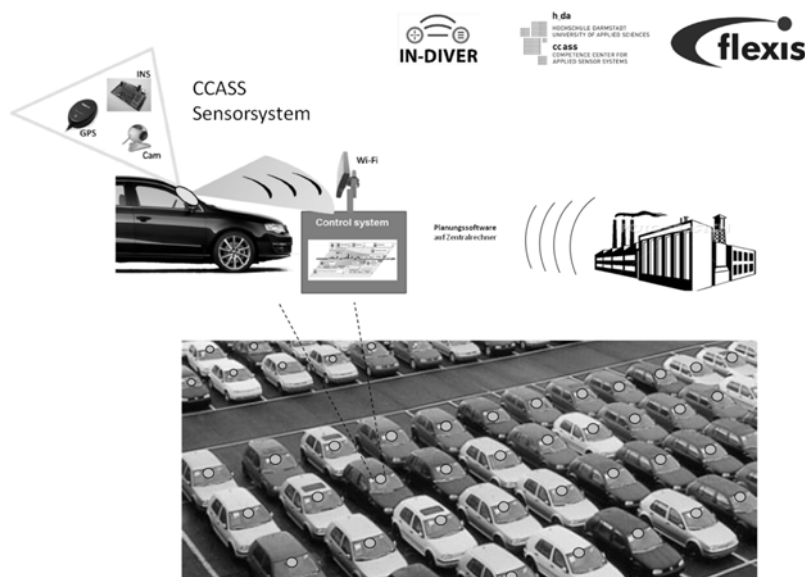 IN-DIVER
h_da
HOCHSCHULE DARMSTADT
UNIVERSITY OF APPLIED SCIENCES
ccass
COMPETENCE CENTER FOR
APPLIED SENSOR SYSTEMS
flexis
INS
GPS
Cam
CCASS
Sensorsystem
Wi-Fi
Control system
Planungssoftware
auf Zentralrechner